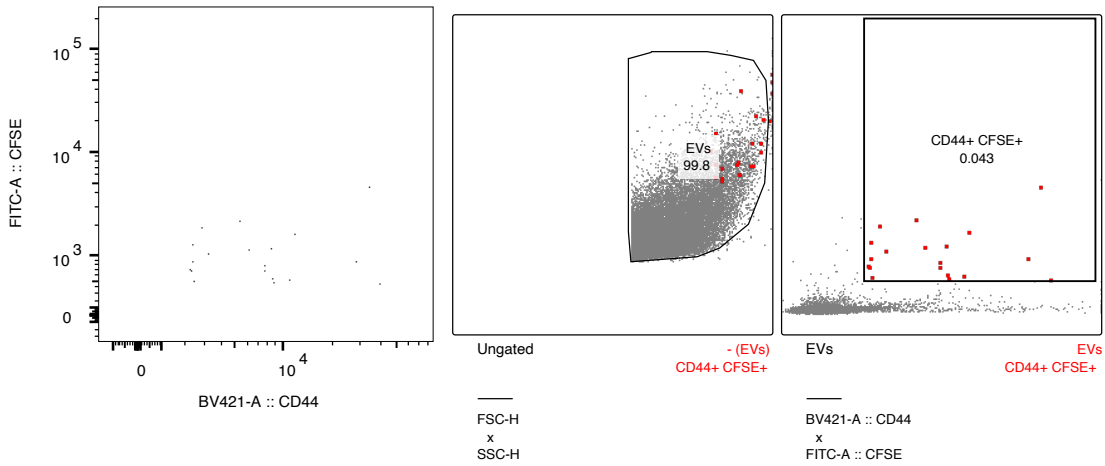 FITC-A :: CFSE
10^5
10^4
10^3
0
0
10^4
BV421-A :: CD44
EVs
99.8
Ungated
- (EVs)
CD44+ CFSE+
FSC-H
x
SSC-H
CD44+ CFSE+
0.043
EVs
EVs
CD44+ CFSE+
BV421-A :: CD44
x
FITC-A :: CFSE